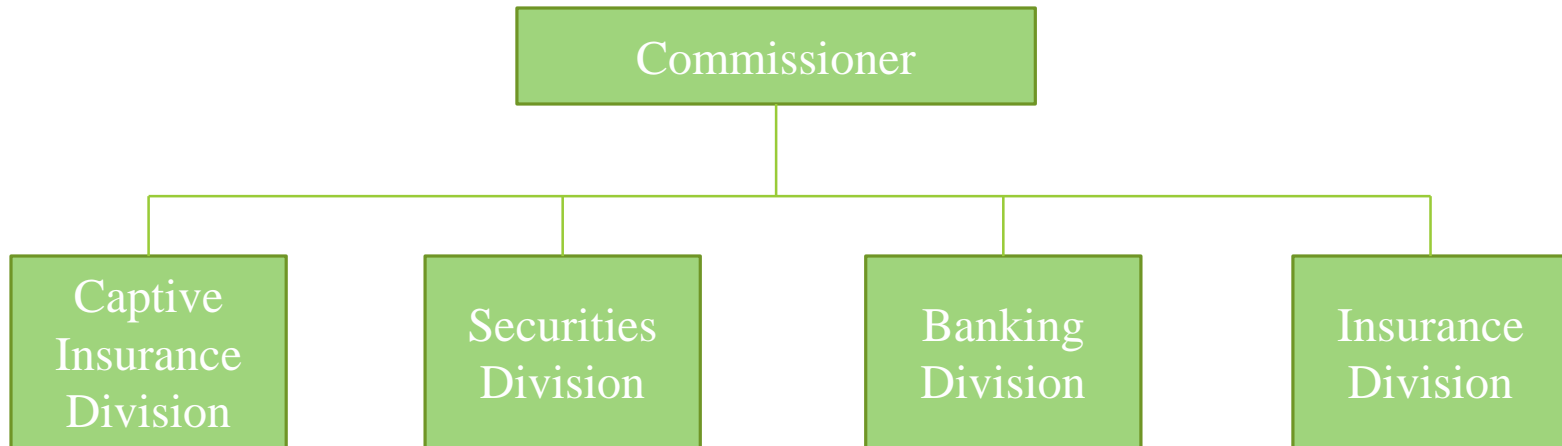 Commissioner
Captive
Insurance
Division
Securities
Division
Banking
Division
Insurance
Division